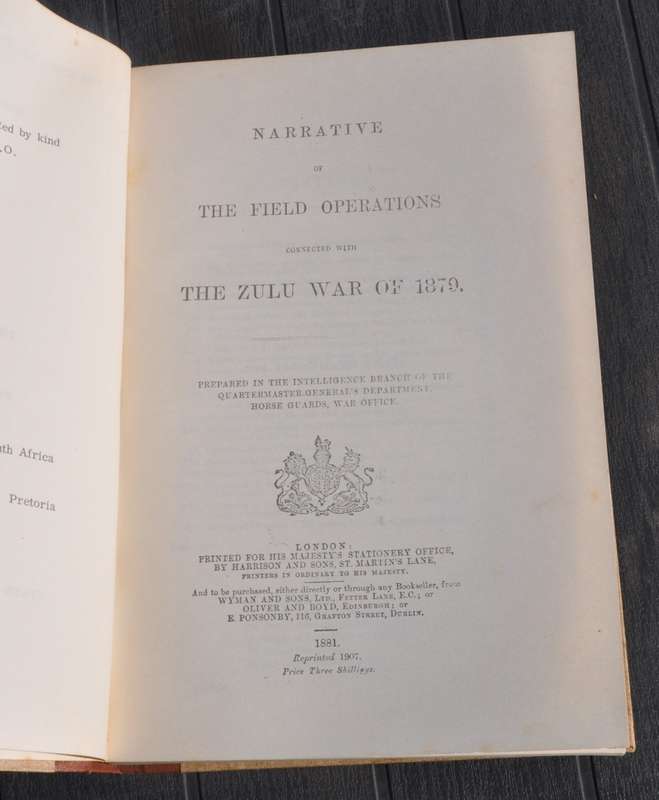 ted by kind
.O.
uth Africa
Pretoria
NARRATIVE
OF
THE FIELD OPERATIONS
CONNECTED WITH
THE ZULU WAR OF 1879.
PREPARED IN THE INTELLIGENCE BRANCH OF THE
QUARTERMASTER-GENERAL'S DEPARTMENT,
HORSE GUARDS, WAR OFFICE.
LONDON:
PRINTED FOR HIS MAJESTY'S STATIONERY OFFICE,
BY HARRISON AND SONS, ST. MARTIN'S LANE,
PRINTERS IN ORDINARY TO HIS MAJESTY.
And to be purchased, either directly or through any Bookseller, from
WYMAN AND SONS, LTD., FETTER LANE, E.C.; or
OLIVER AND BOYD, EDINBURGH; or
E. PONSONBY, 116, GRAFTON STREET, DUBLIN.
1881.
Reprinted 1907.
Price Three Shillings.